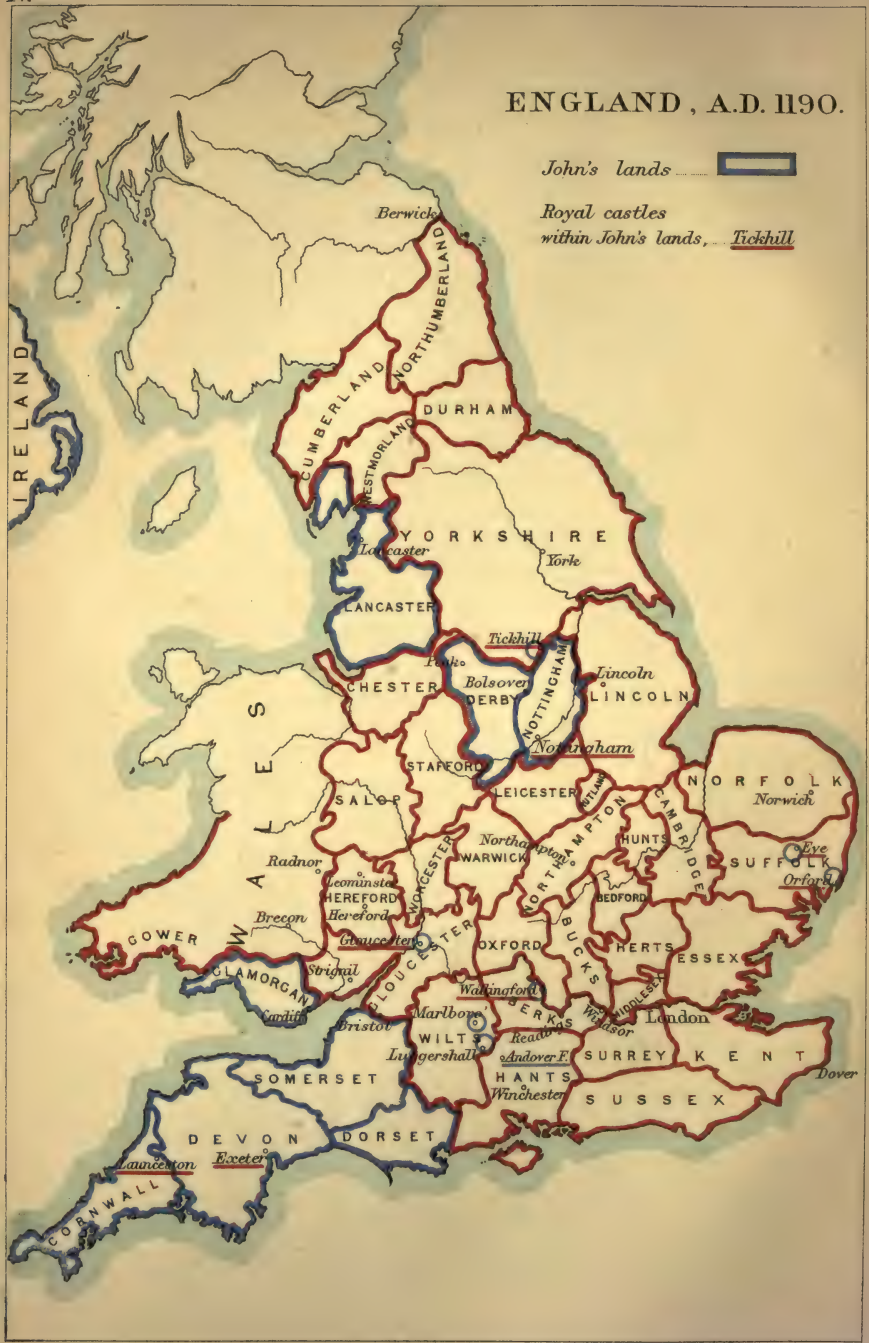 ENGLAND, A.D. 1190.
John's lands
Royal castles
within John's lands, Tickhill
Berwick
NORTHUMBERLAND
IRELAND
CUMBERLAND
DURHAM
WESTMORLAND
YORKSHIRE
Lancaster
York
LANCASTER
Tickhill
Peak
NOTTINGHAM
Lincoln
CHESTER
Bolsover
DERBY
LINCOLN
WALES
Nottingham
STAFFORD
NORFOLK
LEICESTER
RUTLAND
SALOP
CAMBRIDGE
Norwich
NORTHAMPTON
HUNTS
Northampton
WARWICK
WORCESTER
Eye
SUFFOLK
Radnor
Orford
Leominster
HEREFORD
BEDFORD
Hereford
Brecon
GOWER
Gloucester
GLOUCESTER
OXFORD
BUCKS
HERTS
ESSEX
GLAMORGAN
Striguil
Wallingford
MIDDLESEX
BERKS
Cardiff
Bristol
Marlboro'
Windsor
London
WILTS
Reading
Luggershall
Andover F.
SURREY
KENT
Dover
HANTS
SOMERSET
Winchester
SUSSEX
DEVON
DORSET
Launceston
Exeter
CORNWALL